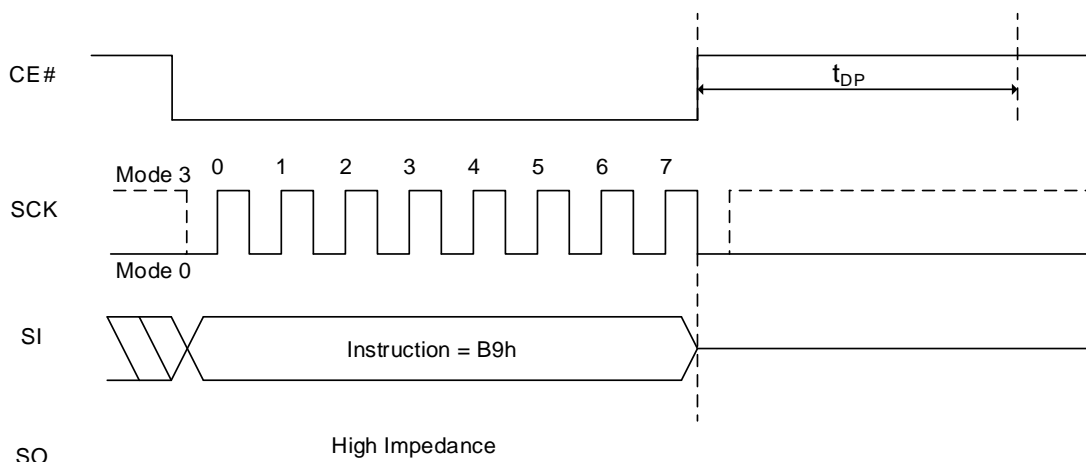 CE#
tDP
Mode 3
0 1 2 3 4 5 6 7
SCK
Mode 0
SI
Instruction = B9h
High Impedance
SO